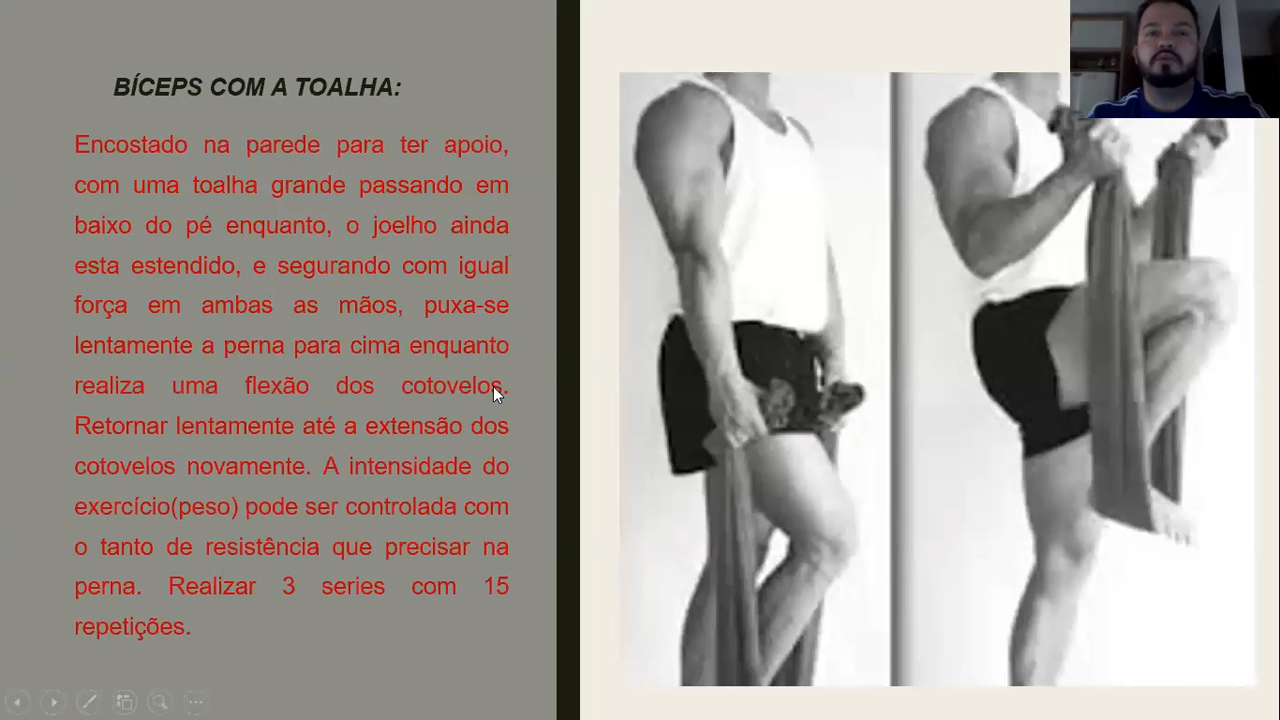 BÍCEPS COM A TOALHA:
Encostado na parede para ter apoio,
com uma toalha grande passando em
baixo do pé enquanto, o joelho ainda
esta estendido, e segurando com igual
força em ambas as mãos, puxa-se
lentamente a perna para cima enquanto
realiza uma flexão dos cotovelos.
Retornar lentamente até a extensão dos
cotovelos novamente. A intensidade do
exercício(peso) pode ser controlada com
o tanto de resistência que precisar na
perna. Realizar 3 series com 15
repetições.